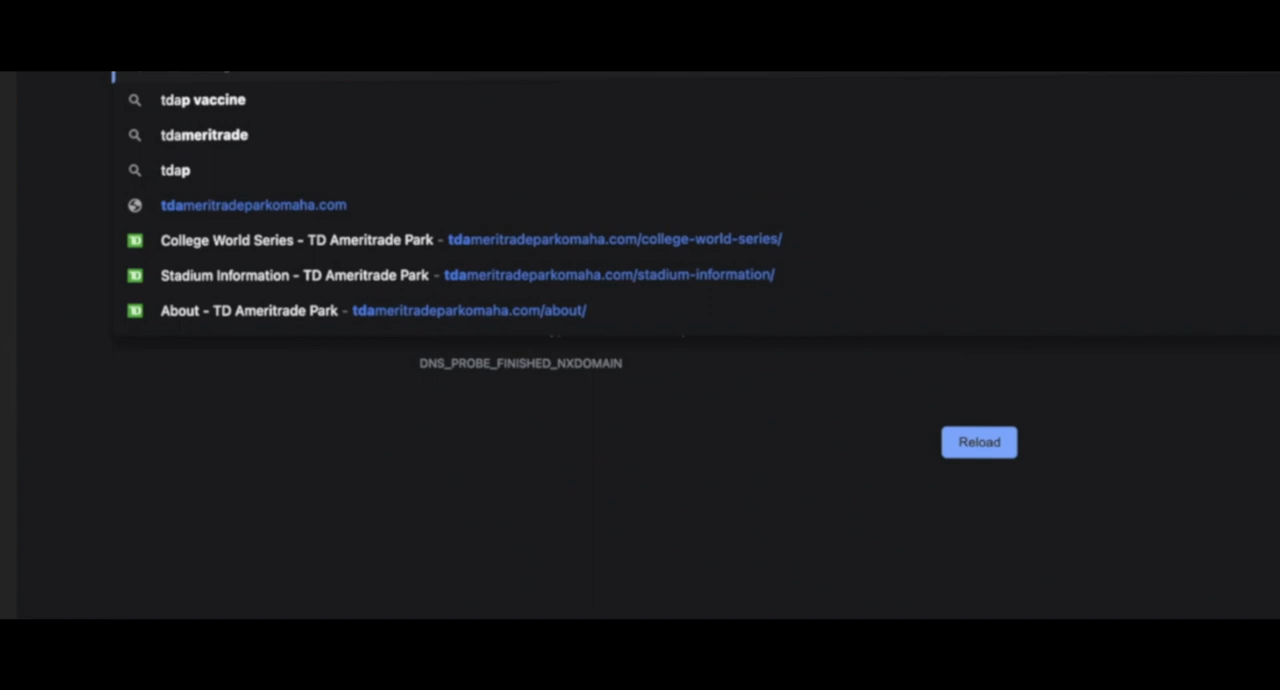 tdap vaccine
tdameritrade
tdap
tdameritradeparkomaha.com
College World Series - TD Ameritrade Park - tdameritradeparkomaha.com/college-world-series/
Stadium Information - TD Ameritrade Park - tdameritradeparkomaha.com/stadium-information/
About - TD Ameritrade Park - tdameritradeparkomaha.com/about/
DNS_PROBE_FINISHED_NXDOMAIN
Reload